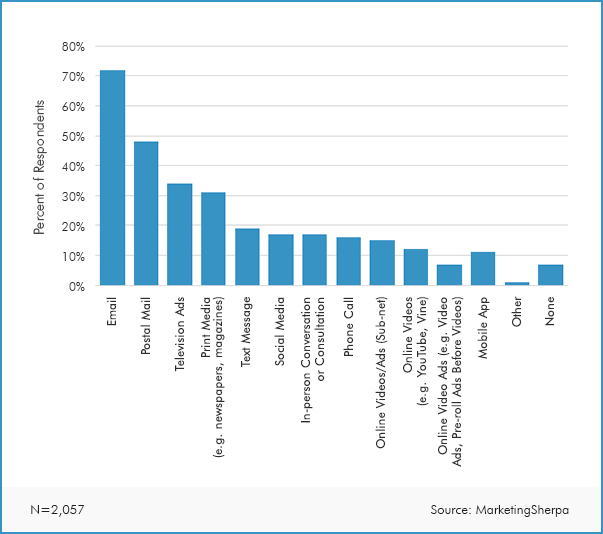 80%
70%
60%
50%
40%
30%
20%
10%
0%
Percent of Respondents
Email
Postal Mail
Television Ads
Print Media
(e.g. newspapers, magazines)
Text Message
Social Media
In-person Conversation
or Consultation
Phone Call
Online Videos/Ads (Sub-net)
Online Videos
(e.g. YouTube, Vine)
Online Video Ads (e.g. Video
Ads, Pre-roll Ads Before Videos)
Mobile App
Other
None
N=2,057
Source: MarketingSherpa